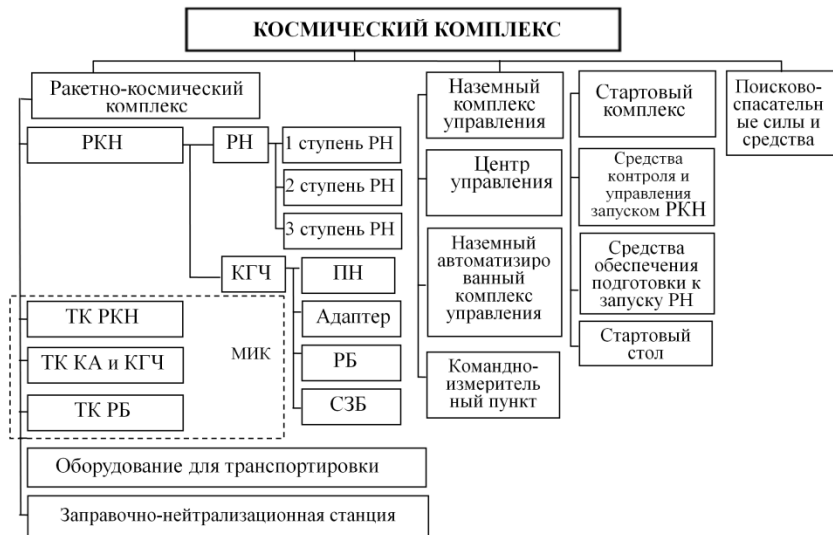 КОСМИЧЕСКИЙ КОМПЛЕКС
Ракетно-космический
комплекс
РКН
РН
1 ступень РН
2 ступень РН
3 ступень РН
КГЧ
ПН
Адаптер
РБ
СЗБ
ТК РКН
ТК КА и КГЧ
ТК РБ
МИК
Оборудование для транспортировки
Заправочно-нейтрализационная станция
Наземный
комплекс
управления
Центр
управления
Наземный
автоматизиро
ванный
комплекс
управления
Командно-
измеритель
ный пункт
Стартовый
комплекс
Средства
контроля и
управления
запуском РКН
Средства
обеспечения
подготовки к
запуску РН
Стартовый
стол
Поисково-
спасательн
ые силы и
средства